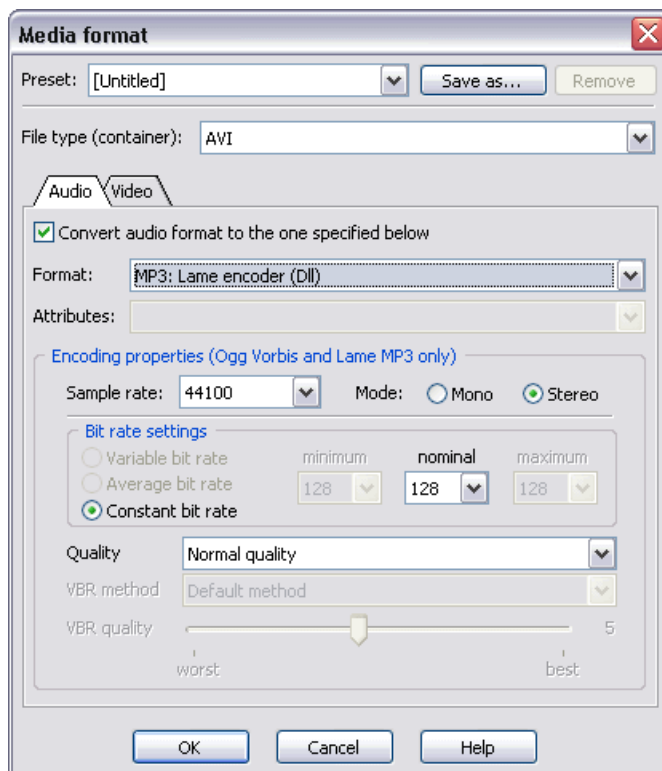 Media format
Preset: [Untitled] Save as... Remove
File type (container): AVI
Audio Video
Convert audio format to the one specified below
Format: MP3: Lame encoder (Dll)
Attributes:
Encoding properties (Ogg Vorbis and Lame MP3 only)
Sample rate: 44100 Mode: Mono Stereo
Bit rate settings
Variable bit rate minimum nominal maximum
Average bit rate 128 128 128
Constant bit rate
Quality Normal quality
VBR method Default method
VBR quality 5
worst best
OK Cancel Help